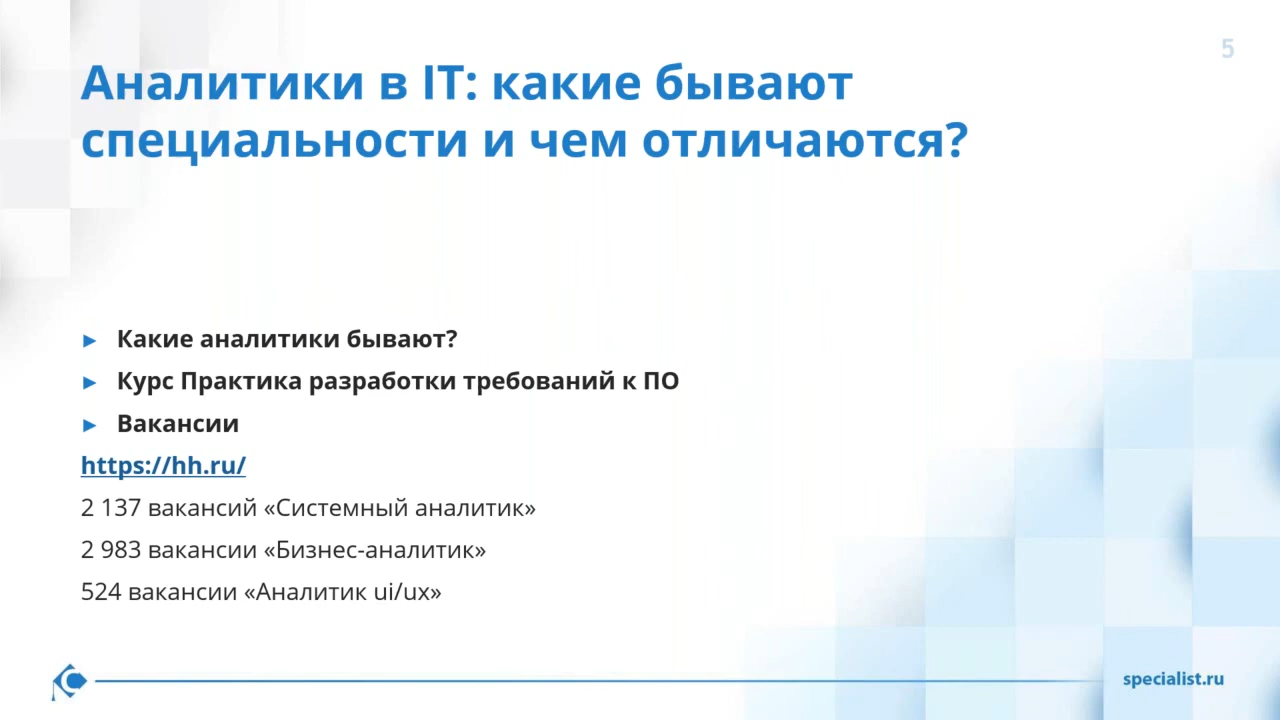 5
Аналитики в IT: какие бывают
специальности и чем отличаются?
► Какие аналитики бывают?
► Курс Практика разработки требований к ПО
► Вакансии
https://hh.ru/
2 137 вакансий «Системный аналитик»
2 983 вакансии «Бизнес-аналитик»
524 вакансии «Аналитик ui/ux»
specialist.ru